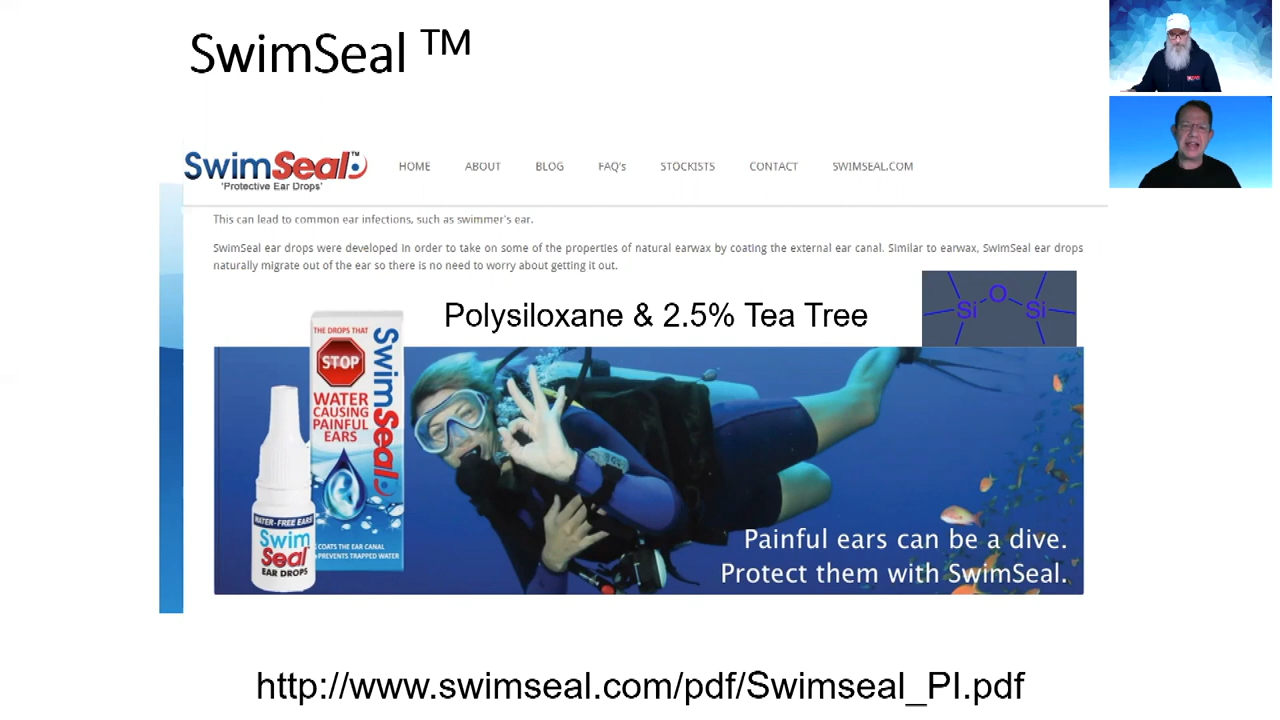 SwimSeal ™
SwimSeal™
'Protective Ear Drops'
HOME ABOUT BLOG FAQ's STOCKISTS CONTACT SWIMSEAL.COM
This can lead to common ear infections, such as swimmer's ear.
SwimSeal ear drops were developed in order to take on some of the properties of natural earwax by coating the external ear canal. Similar to earwax, SwimSeal ear drops
naturally migrate out of the ear so there is no need to worry about getting it out.
Polysiloxane & 2.5% Tea Tree
Si O Si
THE DROPS THAT
STOP
WATER
CAUSING
PAINFUL
EARS
SwimSeal
COATS THE EAR CANAL
PREVENTS TRAPPED WATER
WATER-FREE EARS
Swim
Seal
EAR DROPS
Painful ears can be a dive.
Protect them with SwimSeal.
http://www.swimseal.com/pdf/Swimseal_PI.pdf